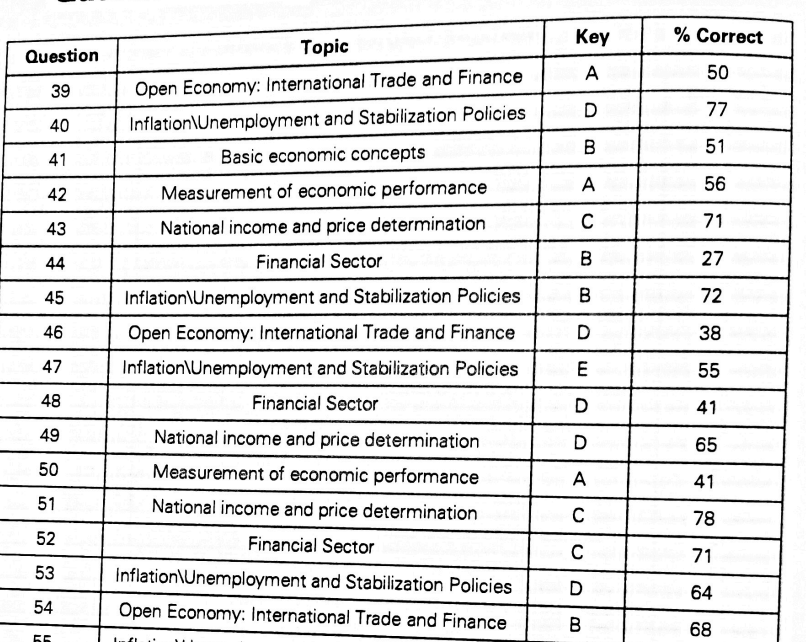 Question Topic Key % Correct
39 Open Economy: International Trade and Finance A 50
40 Inflation\Unemployment and Stabilization Policies D 77
41 Basic economic concepts B 51
42 Measurement of economic performance A 56
43 National income and price determination C 71
44 Financial Sector B 27
45 Inflation\Unemployment and Stabilization Policies B 72
46 Open Economy: International Trade and Finance D 38
47 Inflation\Unemployment and Stabilization Policies E 55
48 Financial Sector D 41
49 National income and price determination D 65
50 Measurement of economic performance A 41
51 National income and price determination C 78
52 Financial Sector C 71
53 Inflation\Unemployment and Stabilization Policies D 64
54 Open Economy: International Trade and Finance B 68
55